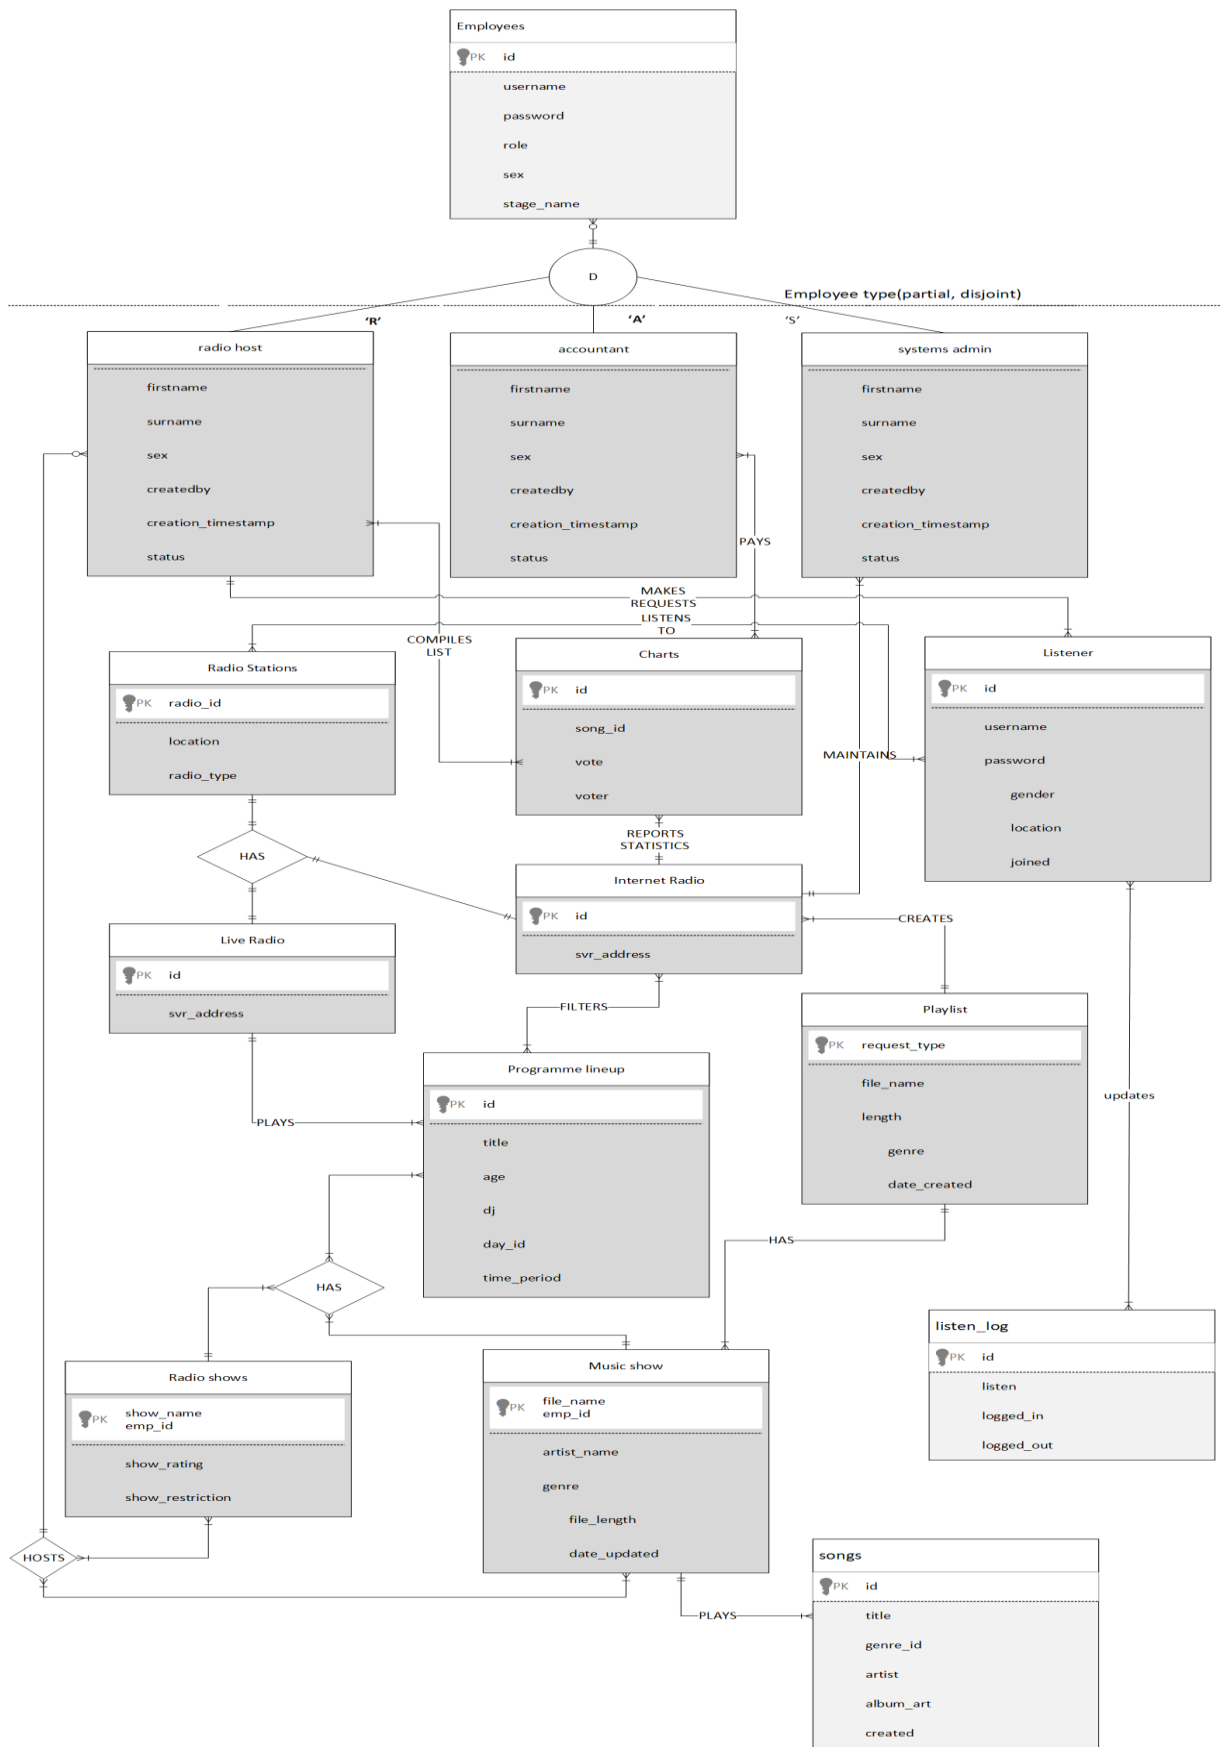 Employees
PK id
username
password
role
sex
stage_name
D
Employee type(partial, disjoint)
‘R’
‘A’
‘S’
radio host
firstname
surname
sex
createdby
creation_timestamp
status
accountant
firstname
surname
sex
createdby
creation_timestamp
status
systems admin
firstname
surname
sex
createdby
creation_timestamp
status
PAYS
MAKES
REQUESTS
LISTENS
TO
COMPILES
LIST
MAINTAINS
Radio Stations
PK radio_id
location
radio_type
Charts
PK id
song_id
vote
voter
Listener
PK id
username
password
gender
location
joined
HAS
REPORTS
STATISTICS
Internet Radio
PK id
svr_address
CREATES
Live Radio
PK id
svr_address
FILTERS
PLAYS
Programme lineup
PK id
title
age
dj
day_id
time_period
Playlist
PK request_type
file_name
length
genre
date_created
updates
HAS
HAS
Radio shows
PK show_name
emp_id
show_rating
show_restriction
Music show
PK file_name
emp_id
artist_name
genre
file_length
date_updated
listen_log
PK id
listen
logged_in
logged_out
HOSTS
PLAYS
songs
PK id
title
genre_id
artist
album_art
created